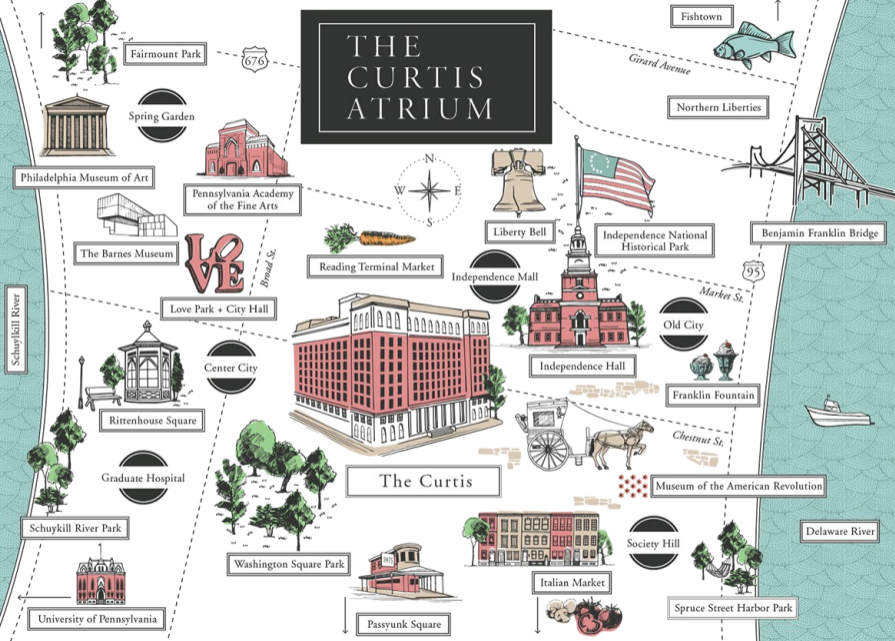 Fishtown
THE
CURTIS
ATRIUM
Fairmount Park
676
Girard Avenue
Northern Liberties
Spring Garden
Philadelphia Museum of Art
Pennsylvania Academy
of the Fine Arts
N
W
E
S
Liberty Bell
Independence National
Historical Park
Benjamin Franklin Bridge
The Barnes Museum
LOVE
Broad St.
Reading Terminal Market
Independence Mall
95
Market St.
Love Park + City Hall
Schuylkill River
Old City
Center City
Independence Hall
Franklin Fountain
Rittenhouse Square
Chestnut St.
Graduate Hospital
The Curtis
Museum of the American Revolution
Schuykill River Park
Delaware River
Society Hill
Washington Square Park
Italian Market
Spruce Street Harbor Park
University of Pennsylvania
Passyunk Square